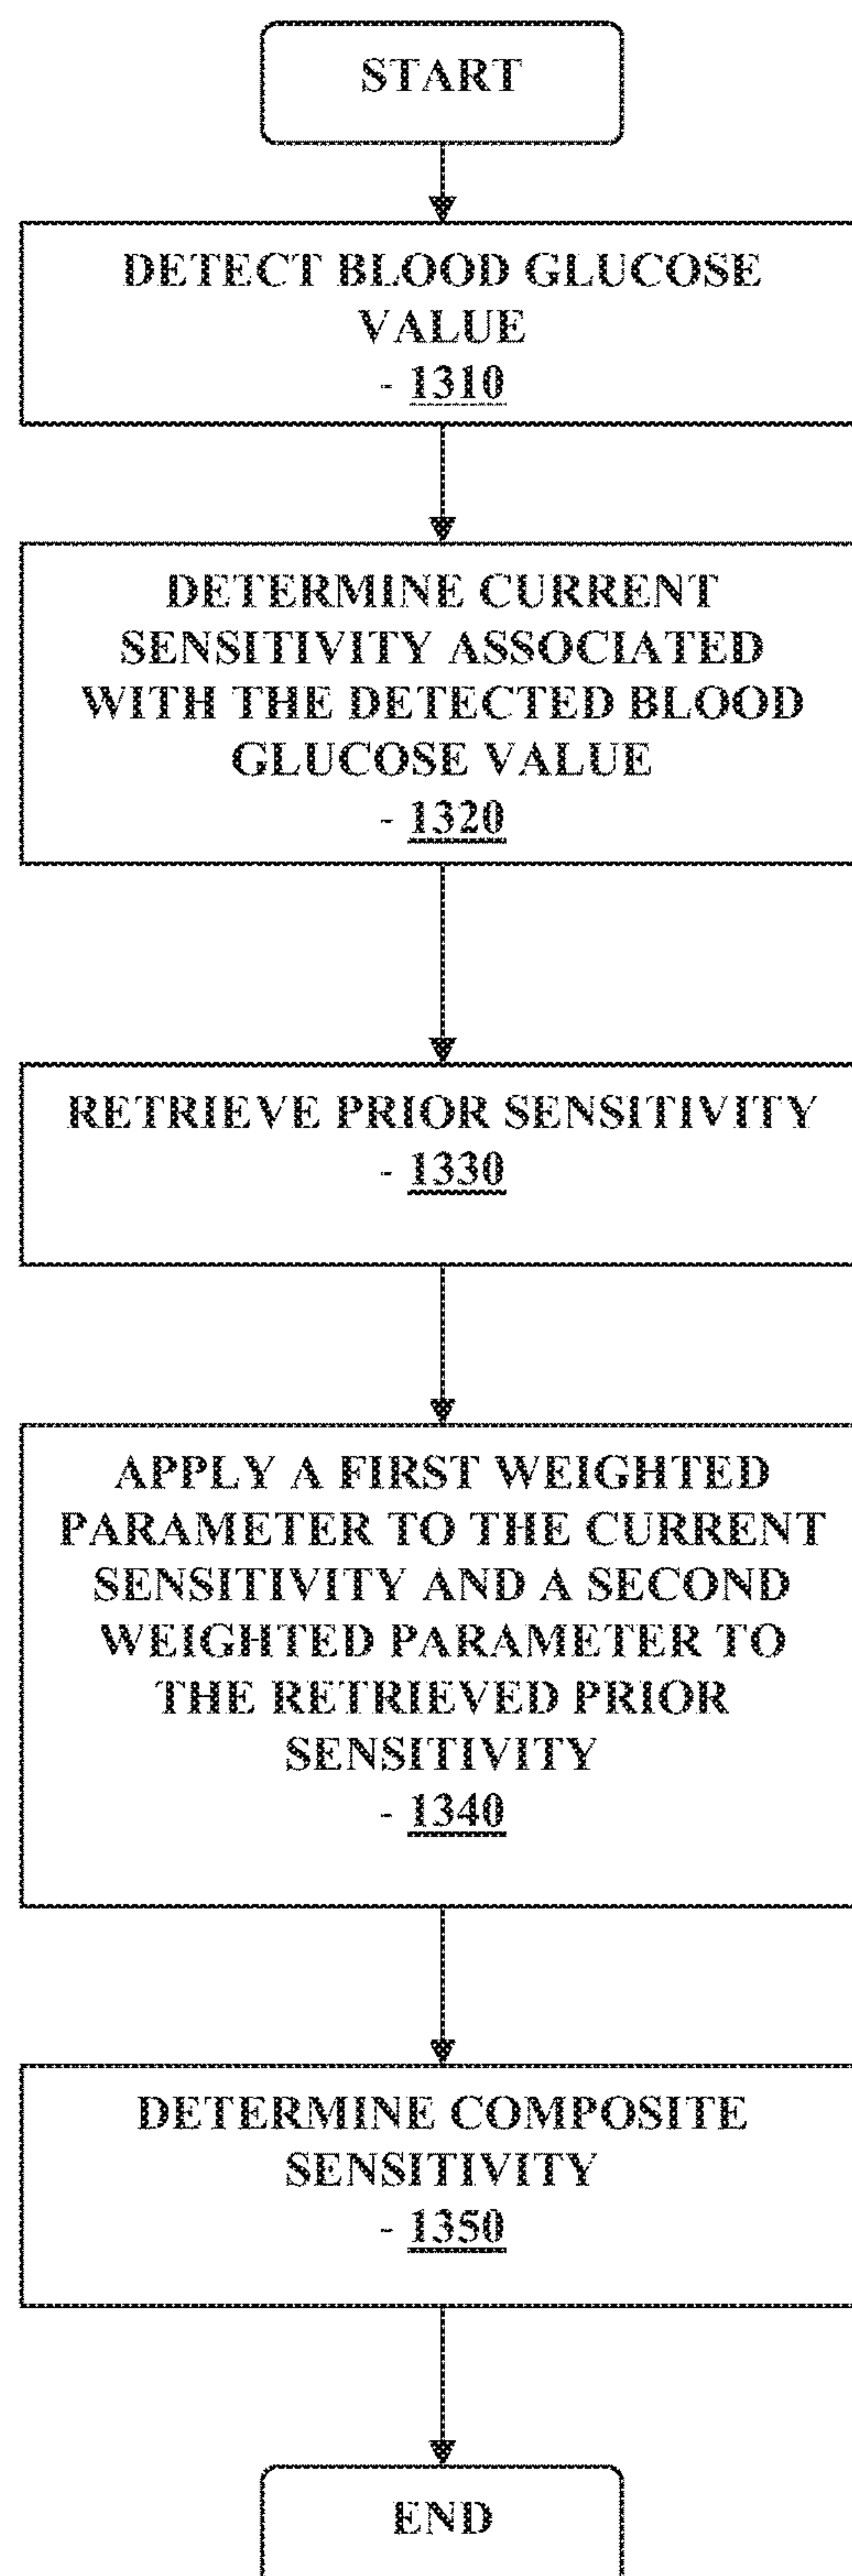 START
DETECT BLOOD GLUCOSE
VALUE
- 1310
DETERMINE CURRENT
SENSITIVITY ASSOCIATED
WITH THE DETECTED BLOOD
GLUCOSE VALUE
- 1320
RETRIEVE PRIOR SENSITIVITY
- 1330
APPLY A FIRST WEIGHTED
PARAMETER TO THE CURRENT
SENSITIVITY AND A SECOND
WEIGHTED PARAMETER TO
THE RETRIEVED PRIOR
SENSITIVITY
- 1340
DETERMINE COMPOSITE
SENSITIVITY
- 1350
END